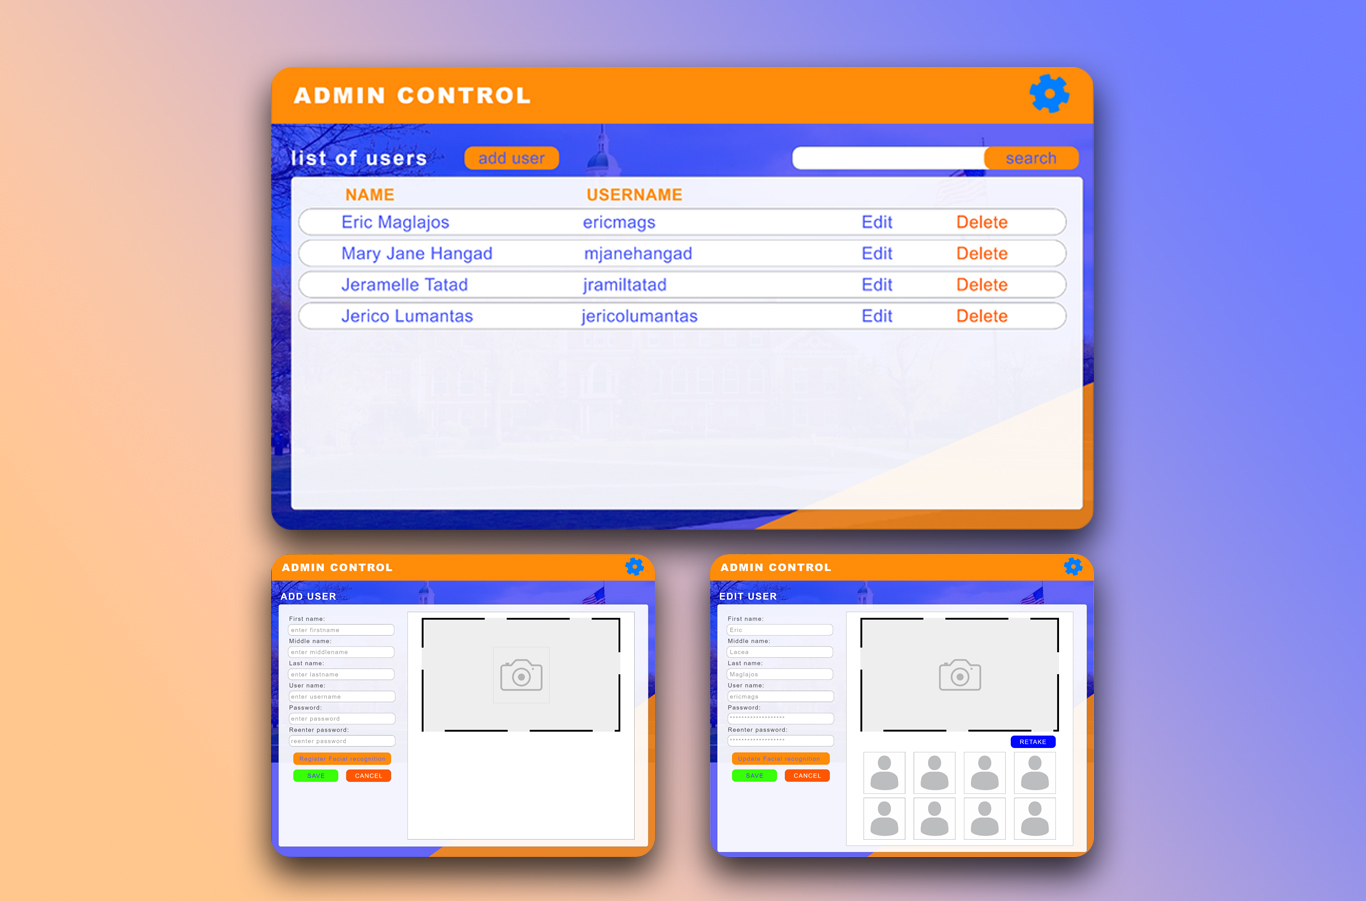 ADMIN CONTROL
list of users add user search
NAME USERNAME
Eric Maglajos ericmags Edit Delete
Mary Jane Hangad mjanehangad Edit Delete
Jeramelle Tatad jramiltatad Edit Delete
Jerico Lumantas jericolumantas Edit Delete
ADMIN CONTROL
ADD USER
First name:
enter firstname
Middle name:
enter middlename
Last name:
enter lastname
User name:
enter username
Password:
enter password
Reenter password:
reenter password
Register Facial recognition
SAVE CANCEL
ADMIN CONTROL
EDIT USER
First name:
Eric
Middle name:
Lacea
Last name:
Maglajos
User name:
ericmags
Password:
*******************
Reenter password:
*******************
Update Facial recognition
SAVE CANCEL
RETAKE